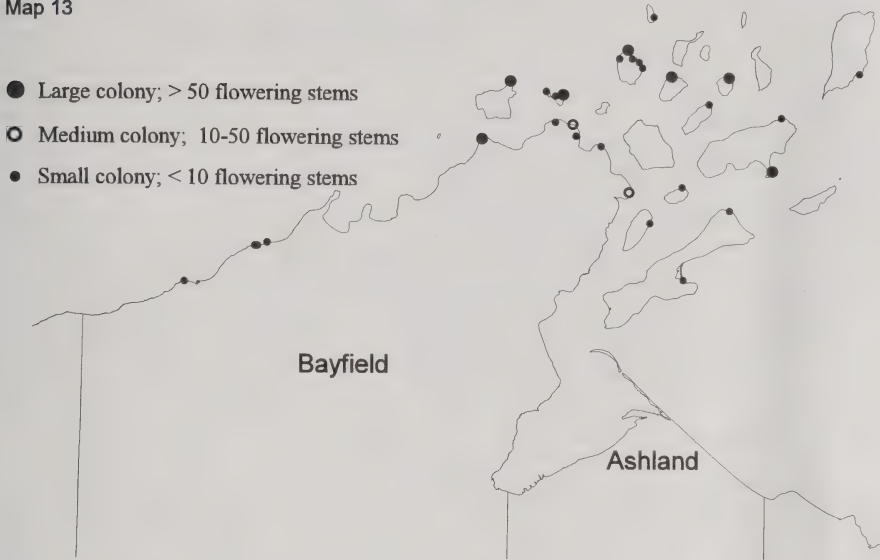 Map 13
Large colony; > 50 flowering stems
Medium colony; 10-50 flowering stems
Small colony; < 10 flowering stems
Bayfield
Ashland